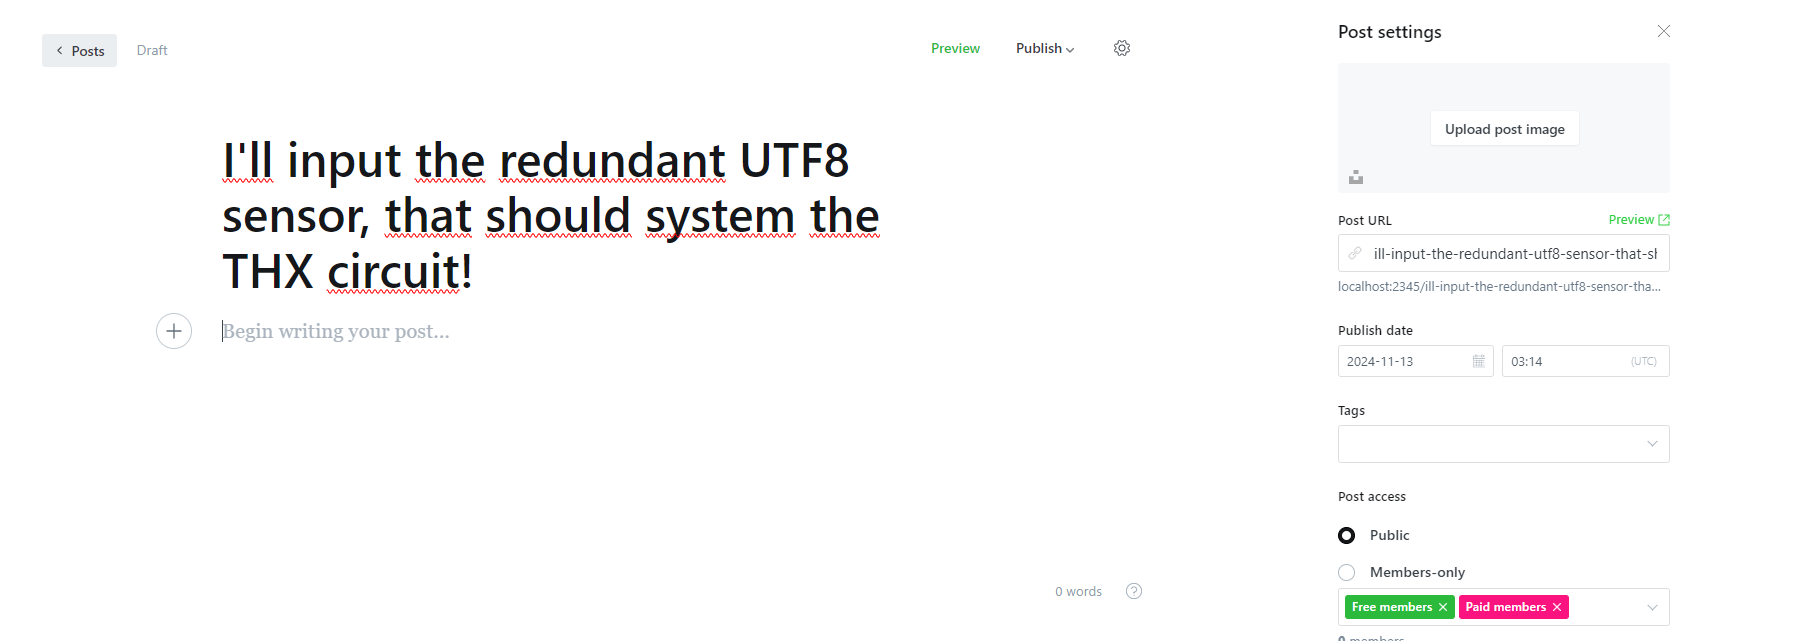 Posts
Draft
Preview
Publish
I'll input the redundant UTF8
sensor, that should system the
THX circuit!
Begin writing your post...
0 words
?
Post settings
Upload post image
Post URL
Preview
ill-input-the-redundant-utf8-sensor-that-sh
localhost:2345/ill-input-the-redundant-utf8-sensor-tha...
Publish date
2024-11-13
03:14
(UTC)
Tags
Post access
Public
Members-only
Free members
Paid members
0 members